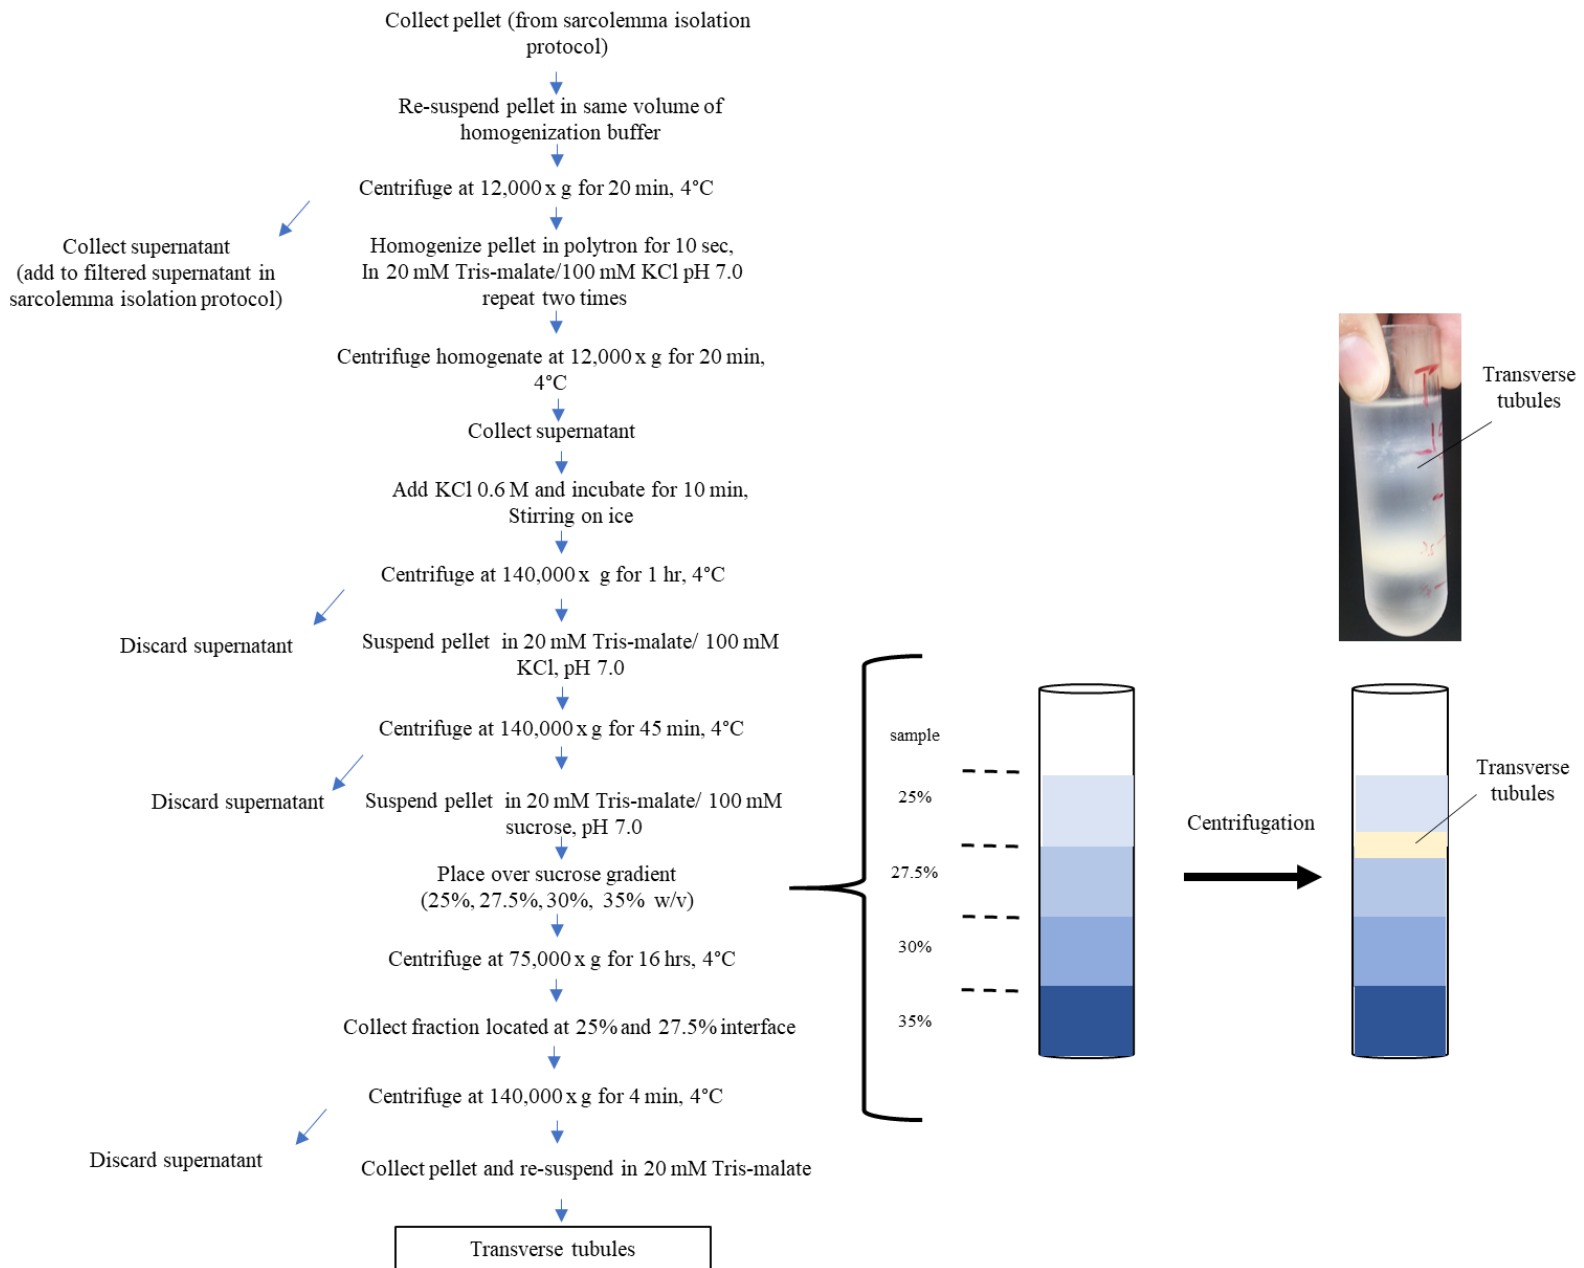 Collect pellet (from sarcolemma isolation
protocol)
Re-suspend pellet in same volume of
homogenization buffer
Centrifuge at 12,000 x g for 20 min, 4°C
Collect supernatant
(add to filtered supernatant in
sarcolemma isolation protocol)
Homogenize pellet in polytron for 10 sec,
In 20 mM Tris-malate/100 mM KCl pH 7.0
repeat two times
Centrifuge homogenate at 12,000 x g for 20 min,
4°C
Collect supernatant
Add KCl 0.6 M and incubate for 10 min,
Stirring on ice
Centrifuge at 140,000 x g for 1 hr, 4°C
Discard supernatant
Suspend pellet in 20 mM Tris-malate/ 100 mM
KCl, pH 7.0
Centrifuge at 140,000 x g for 45 min, 4°C
Discard supernatant
Suspend pellet in 20 mM Tris-malate/ 100 mM
sucrose, pH 7.0
Place over sucrose gradient
(25%, 27.5%, 30%, 35% w/v)
Centrifuge at 75,000 x g for 16 hrs, 4°C
Collect fraction located at 25% and 27.5% interface
Centrifuge at 140,000 x g for 4 min, 4°C
Discard supernatant
Collect pellet and re-suspend in 20 mM Tris-malate
Transverse tubules
sample
25%
27.5%
30%
35%
Centrifugation
T
Transverse
tubules
Transverse
tubules